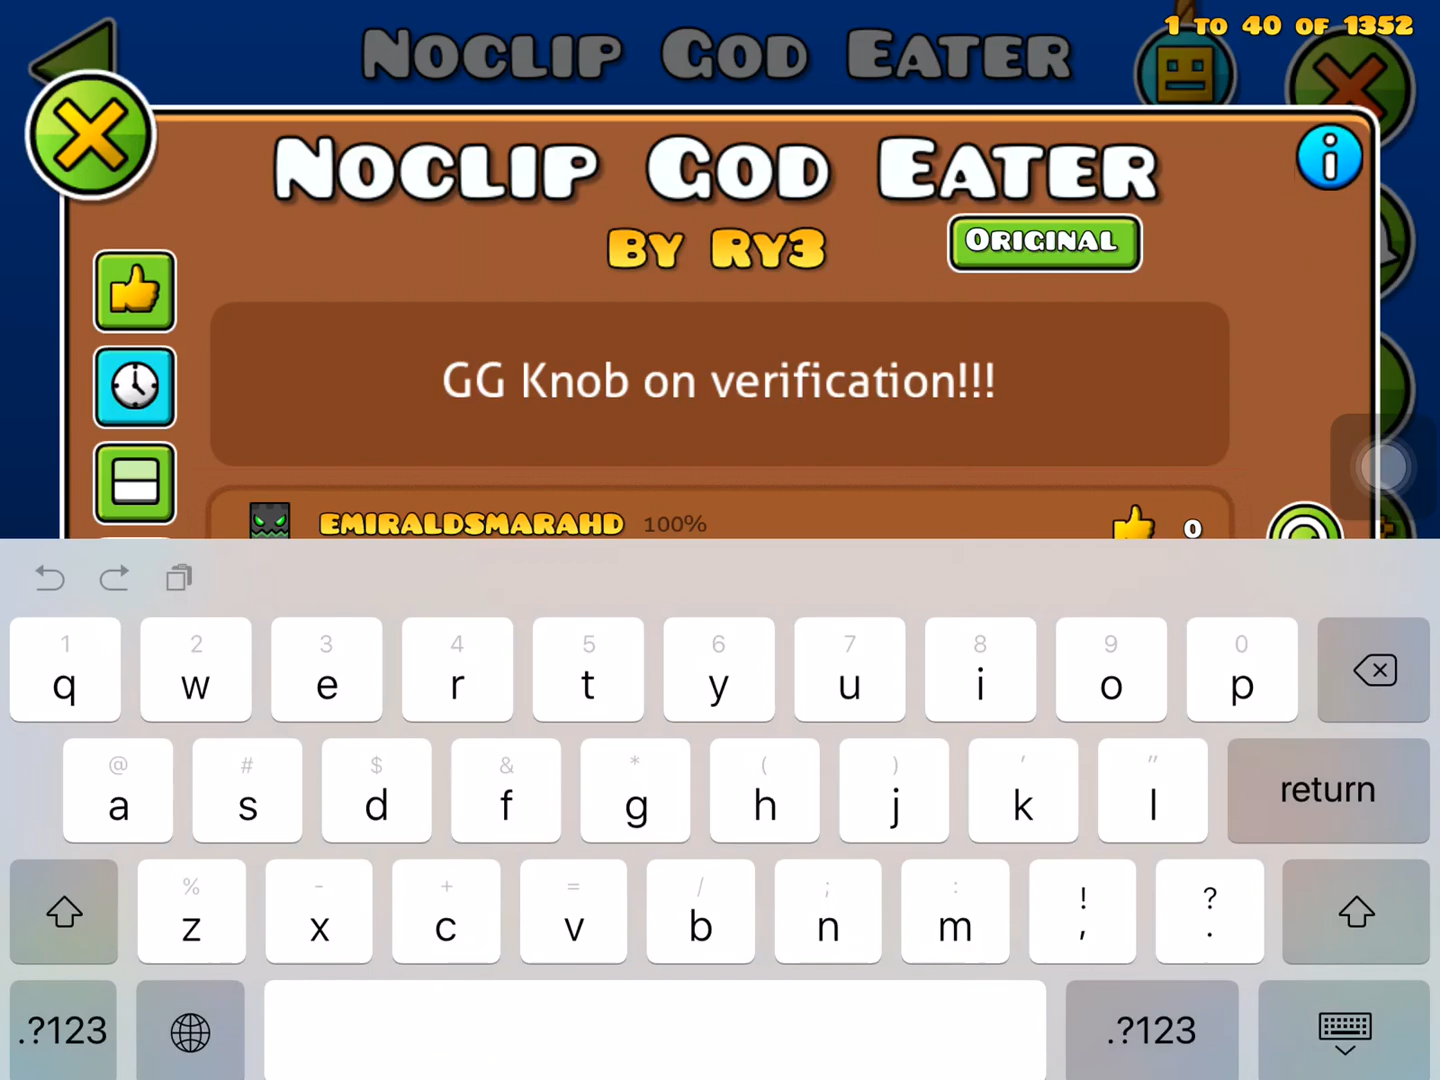 1 TO 40 OF 1352
NOCLIP GOD EATER
NOCLIP GOD EATER
BY RY3
ORIGINAL
GG Knob on verification!!!
EMIRALDSMARAHD 100% 0
1 2 3 4 5 6 7 8 9 0
q w e r t y u i o p
@ # $ & * ( ) ' "
a s d f g h j k l return
% - + = / ; : ! ?
z x c v b n m , .
.?123 .?123